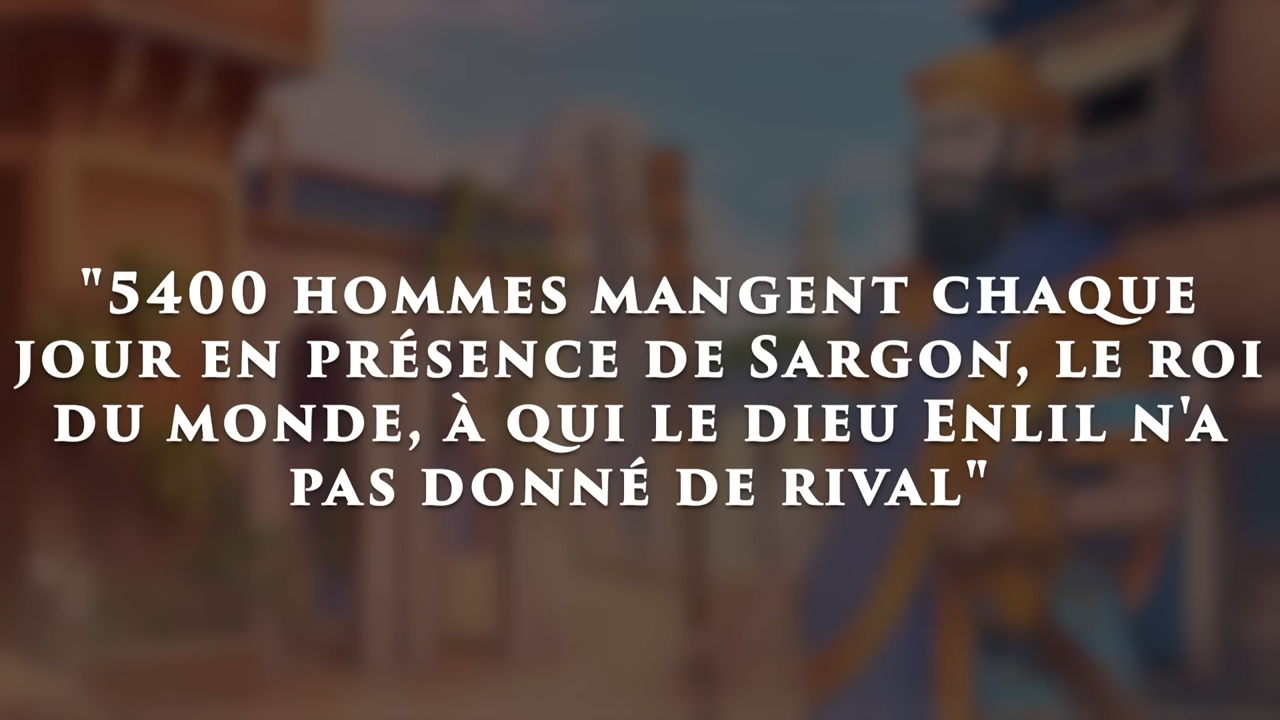 "5400 hommes mangent chaque
jour en présence de Sargon, le roi
du monde, à qui le dieu Enlil n'a
pas donné de rival"